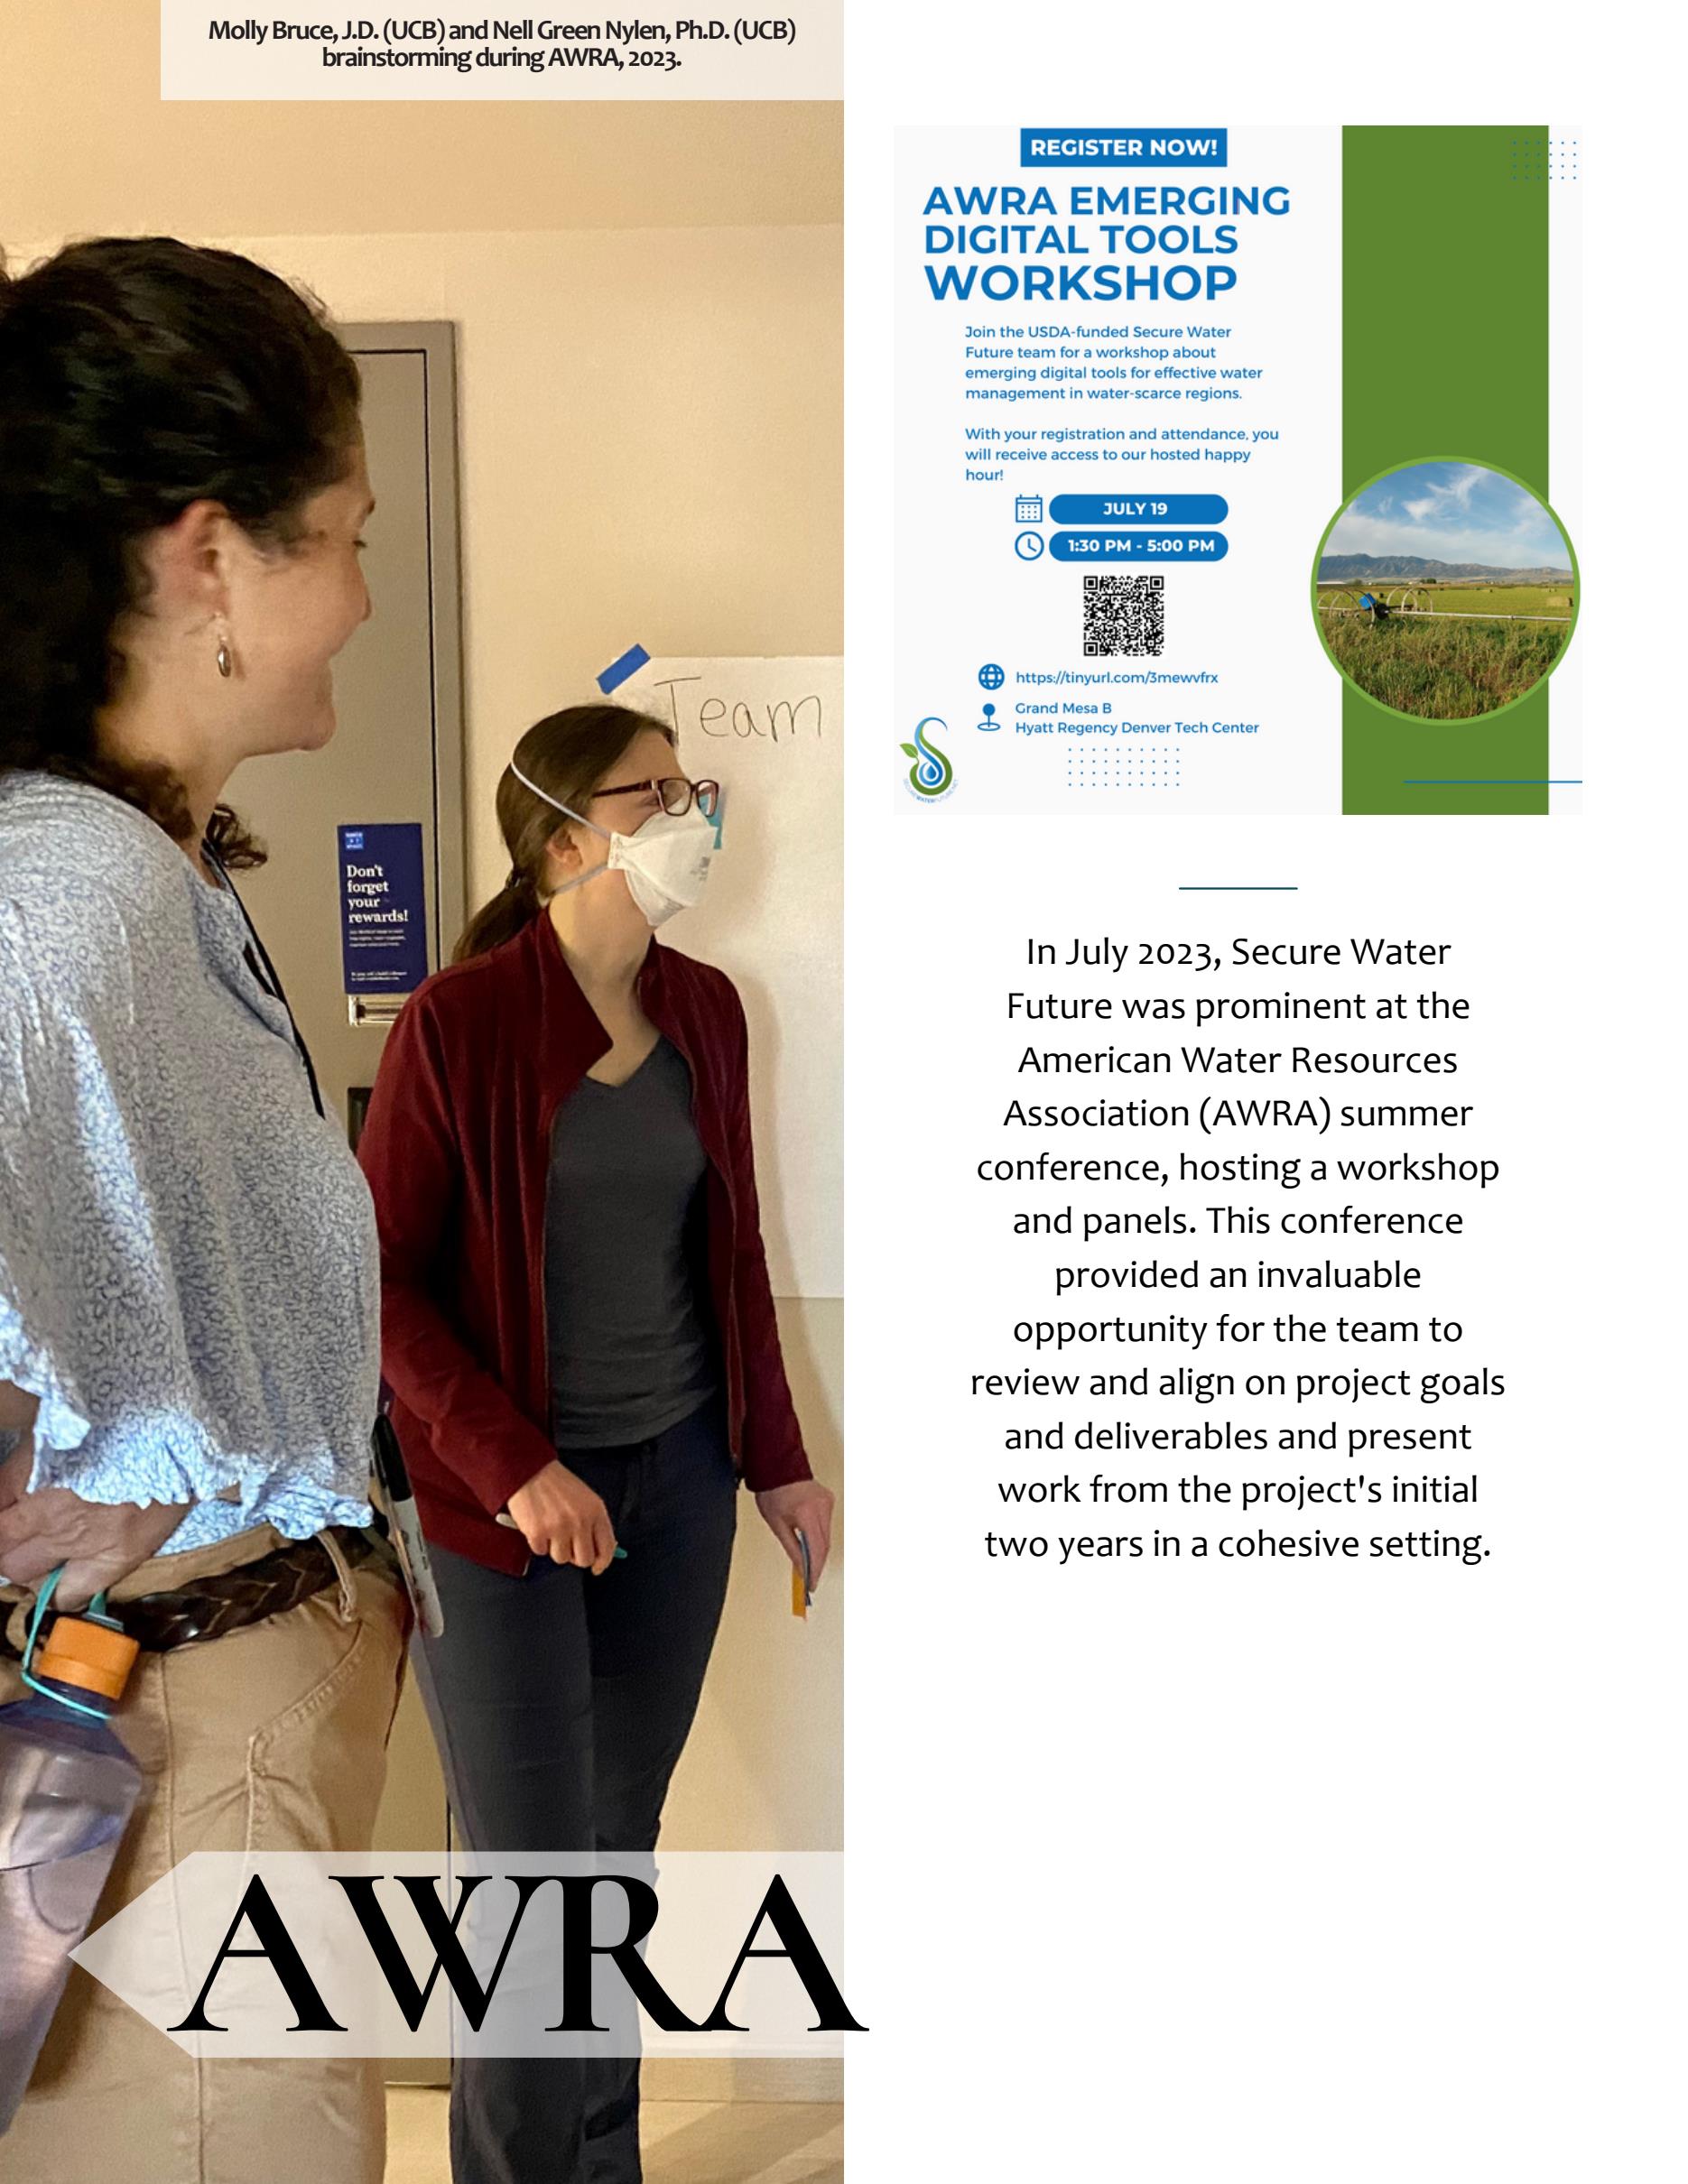 Molly Bruce, J.D. (UCB) and Nell Green Nylen, Ph.D. (UCB)
brainstorming during AWRA, 2023.
Team
Don't
forget
your
rewards!
AWRA
REGISTER NOW!
AWRA EMERGING
DIGITAL TOOLS
WORKSHOP
Join the USDA-funded Secure Water
Future team for a workshop about
emerging digital tools for effective water
management in water-scarce regions.
With your registration and attendance, you
will receive access to our hosted happy
hour!
JULY 19
1:30 PM - 5:00 PM
https://tinyurl.com/3mewvfrx
Grand Mesa B
Hyatt Regency Denver Tech Center
In July 2023, Secure Water
Future was prominent at the
American Water Resources
Association (AWRA) summer
conference, hosting a workshop
and panels. This conference
provided an invaluable
opportunity for the team to
review and align on project goals
and deliverables and present
work from the project's initial
two years in a cohesive setting.